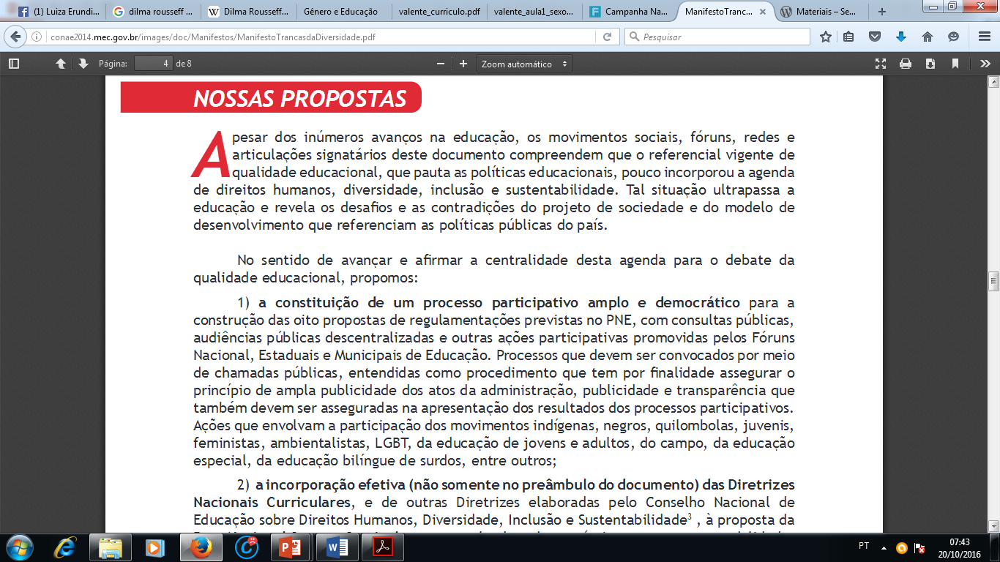 (1) Luiza Erundi...
dilma rousseff ...
Dilma Rousseff...
Gênero e Educação
valente_curriculo.pdf
valente_aula1_sexo...
Campanha Na...
ManifestoTranc...
Materiais – Se...
conae2014.mec.gov.br/images/doc/Manifestos/ManifestoTrancasdaDiversidade.pdf
Pesquisar
Página: 4 de 8
Zoom automático
NOSSAS PROPOSTAS
Apesar dos inúmeros avanços na educação, os movimentos sociais, fóruns, redes e
articulações signatários deste documento compreendem que o referencial vigente de
qualidade educacional, que pauta as políticas educacionais, pouco incorporou a agenda
de direitos humanos, diversidade, inclusão e sustentabilidade. Tal situação ultrapassa a
educação e revela os desafios e as contradições do projeto de sociedade e do modelo de
desenvolvimento que referenciam as políticas públicas do país.
No sentido de avançar e afirmar a centralidade desta agenda para o debate da
qualidade educacional, propomos:
1) a constituição de um processo participativo amplo e democrático para a
construção das oito propostas de regulamentações previstas no PNE, com consultas públicas,
audiências públicas descentralizadas e outras ações participativas promovidas pelos Fóruns
Nacional, Estaduais e Municipais de Educação. Processos que devem ser convocados por meio
de chamadas públicas, entendidas como procedimento que tem por finalidade assegurar o
princípio de ampla publicidade dos atos da administração, publicidade e transparência que
também devem ser asseguradas na apresentação dos resultados dos processos participativos.
Ações que envolvam a participação dos movimentos indígenas, negros, quilombolas, juvenis,
feministas, ambientalistas, LGBT, da educação de jovens e adultos, do campo, da educação
especial, da educação bilíngue de surdos, entre outros;
2) a incorporação efetiva (não somente no preâmbulo do documento) das Diretrizes
Nacionais Curriculares, e de outras Diretrizes elaboradas pelo Conselho Nacional de
Educação sobre Direitos Humanos, Diversidade, Inclusão e Sustentabilidade3 , à proposta da
PT
07:43
20/10/2016